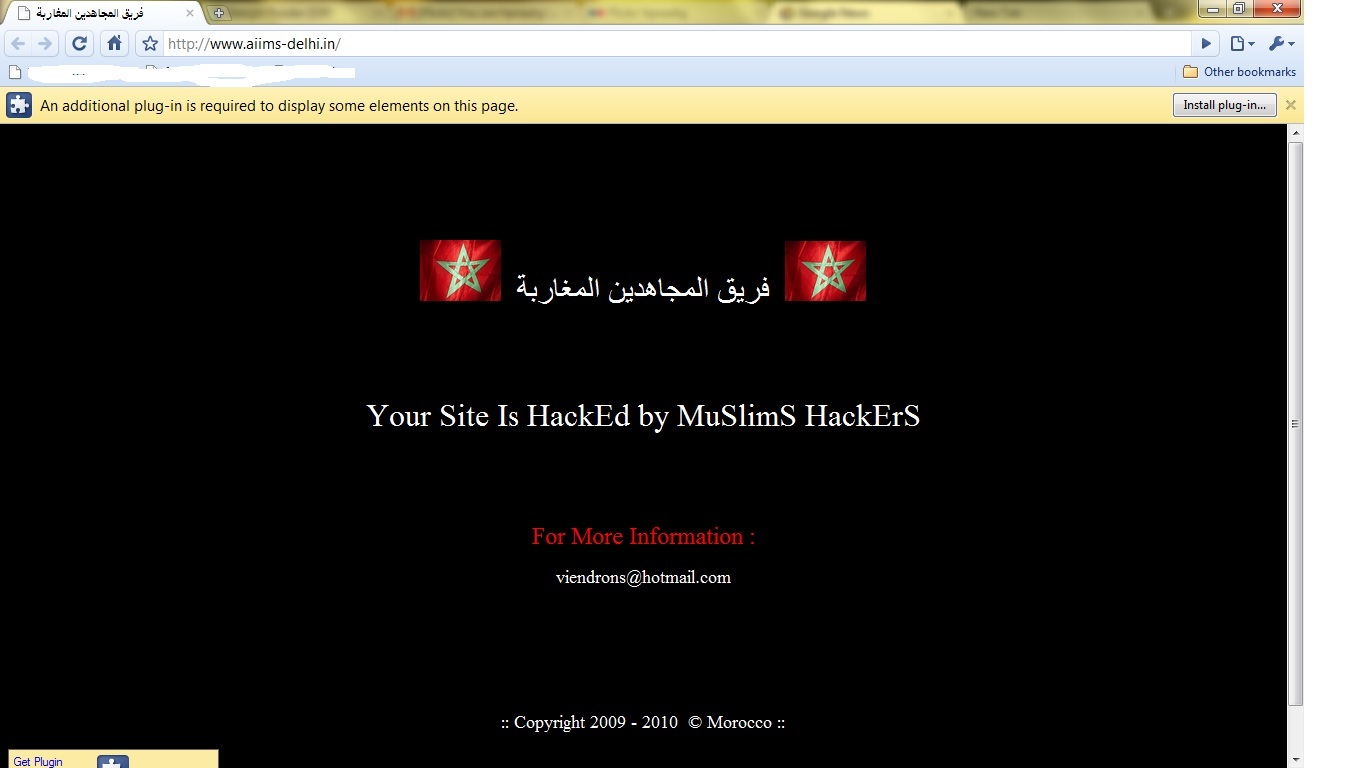 فريق المجاهدين المغاربة
http://www.aiims-delhi.in/
Other bookmarks
An additional plug-in is required to display some elements on this page.
Install plug-in...
فريق المجاهدين المغاربة
Your Site Is HackEd by MuSlimS HackErS
For More Information :
viendrons@hotmail.com
:: Copyright 2009 - 2010 © Morocco ::
Get Plugin